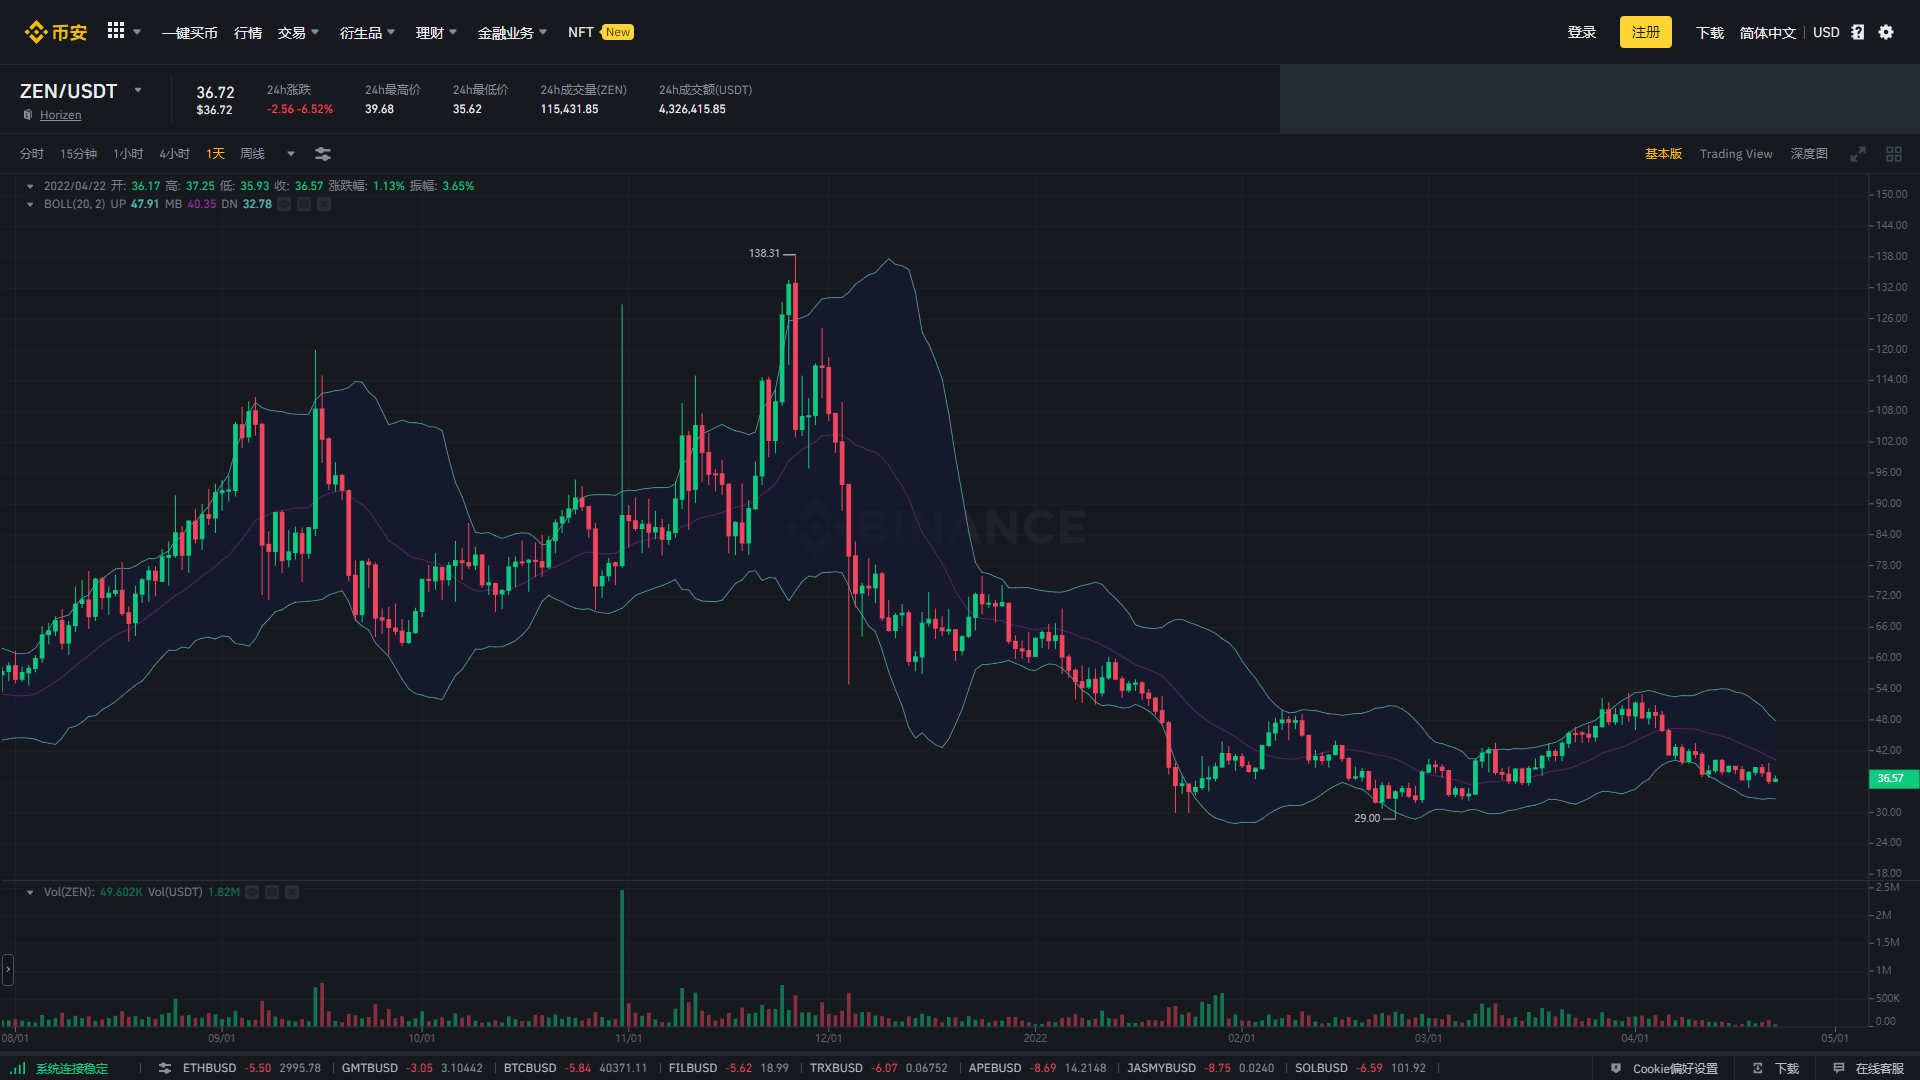 币安 一键买币 行情 交易 衍生品 理财 金融业务 NFT New 登录 注册 下载 简体中文 USD
ZEN/USDT
Horizen
36.72
$36.72
24h涨跌
-2.56 -6.52%
24h最高价
39.68
24h最低价
35.62
24h成交量(ZEN)
115,431.85
24h成交额(USDT)
4,326,415.85
分时 15分钟 1小时 4小时 1天 周线 基本版 Trading View 深度图
2022/04/22 开: 36.17 高: 37.25 低: 35.93 收: 36.57 涨跌幅: 1.13% 振幅: 3.65%
BOLL(20, 2) UP 47.91 MB 40.35 DN 32.78
138.31
29.00
BINANCE
150.00
144.00
138.00
132.00
126.00
120.00
114.00
108.00
102.00
96.00
90.00
84.00
78.00
72.00
66.00
60.00
54.00
48.00
42.00
36.57
30.00
24.00
18.00
Vol(ZEN): 49.602K Vol(USDT) 1.82M
2.5M
2M
1.5M
1M
500K
0.00
08/01 09/01 10/01 11/01 12/01 2022 02/01 03/01 04/01 05/01
系统连接稳定 ETHBUSD -5.50 2995.78 GMTBUSD -3.05 3.10442 BTCBUSD -5.84 40371.11 FILBUSD -5.62 18.99 TRXBUSD -6.07 0.06752 APEBUSD -8.69 14.2148 JASMYBUSD -8.75 0.0240 SOLBUSD -6.59 101.92 Cookie偏好设置 下载 在线客服